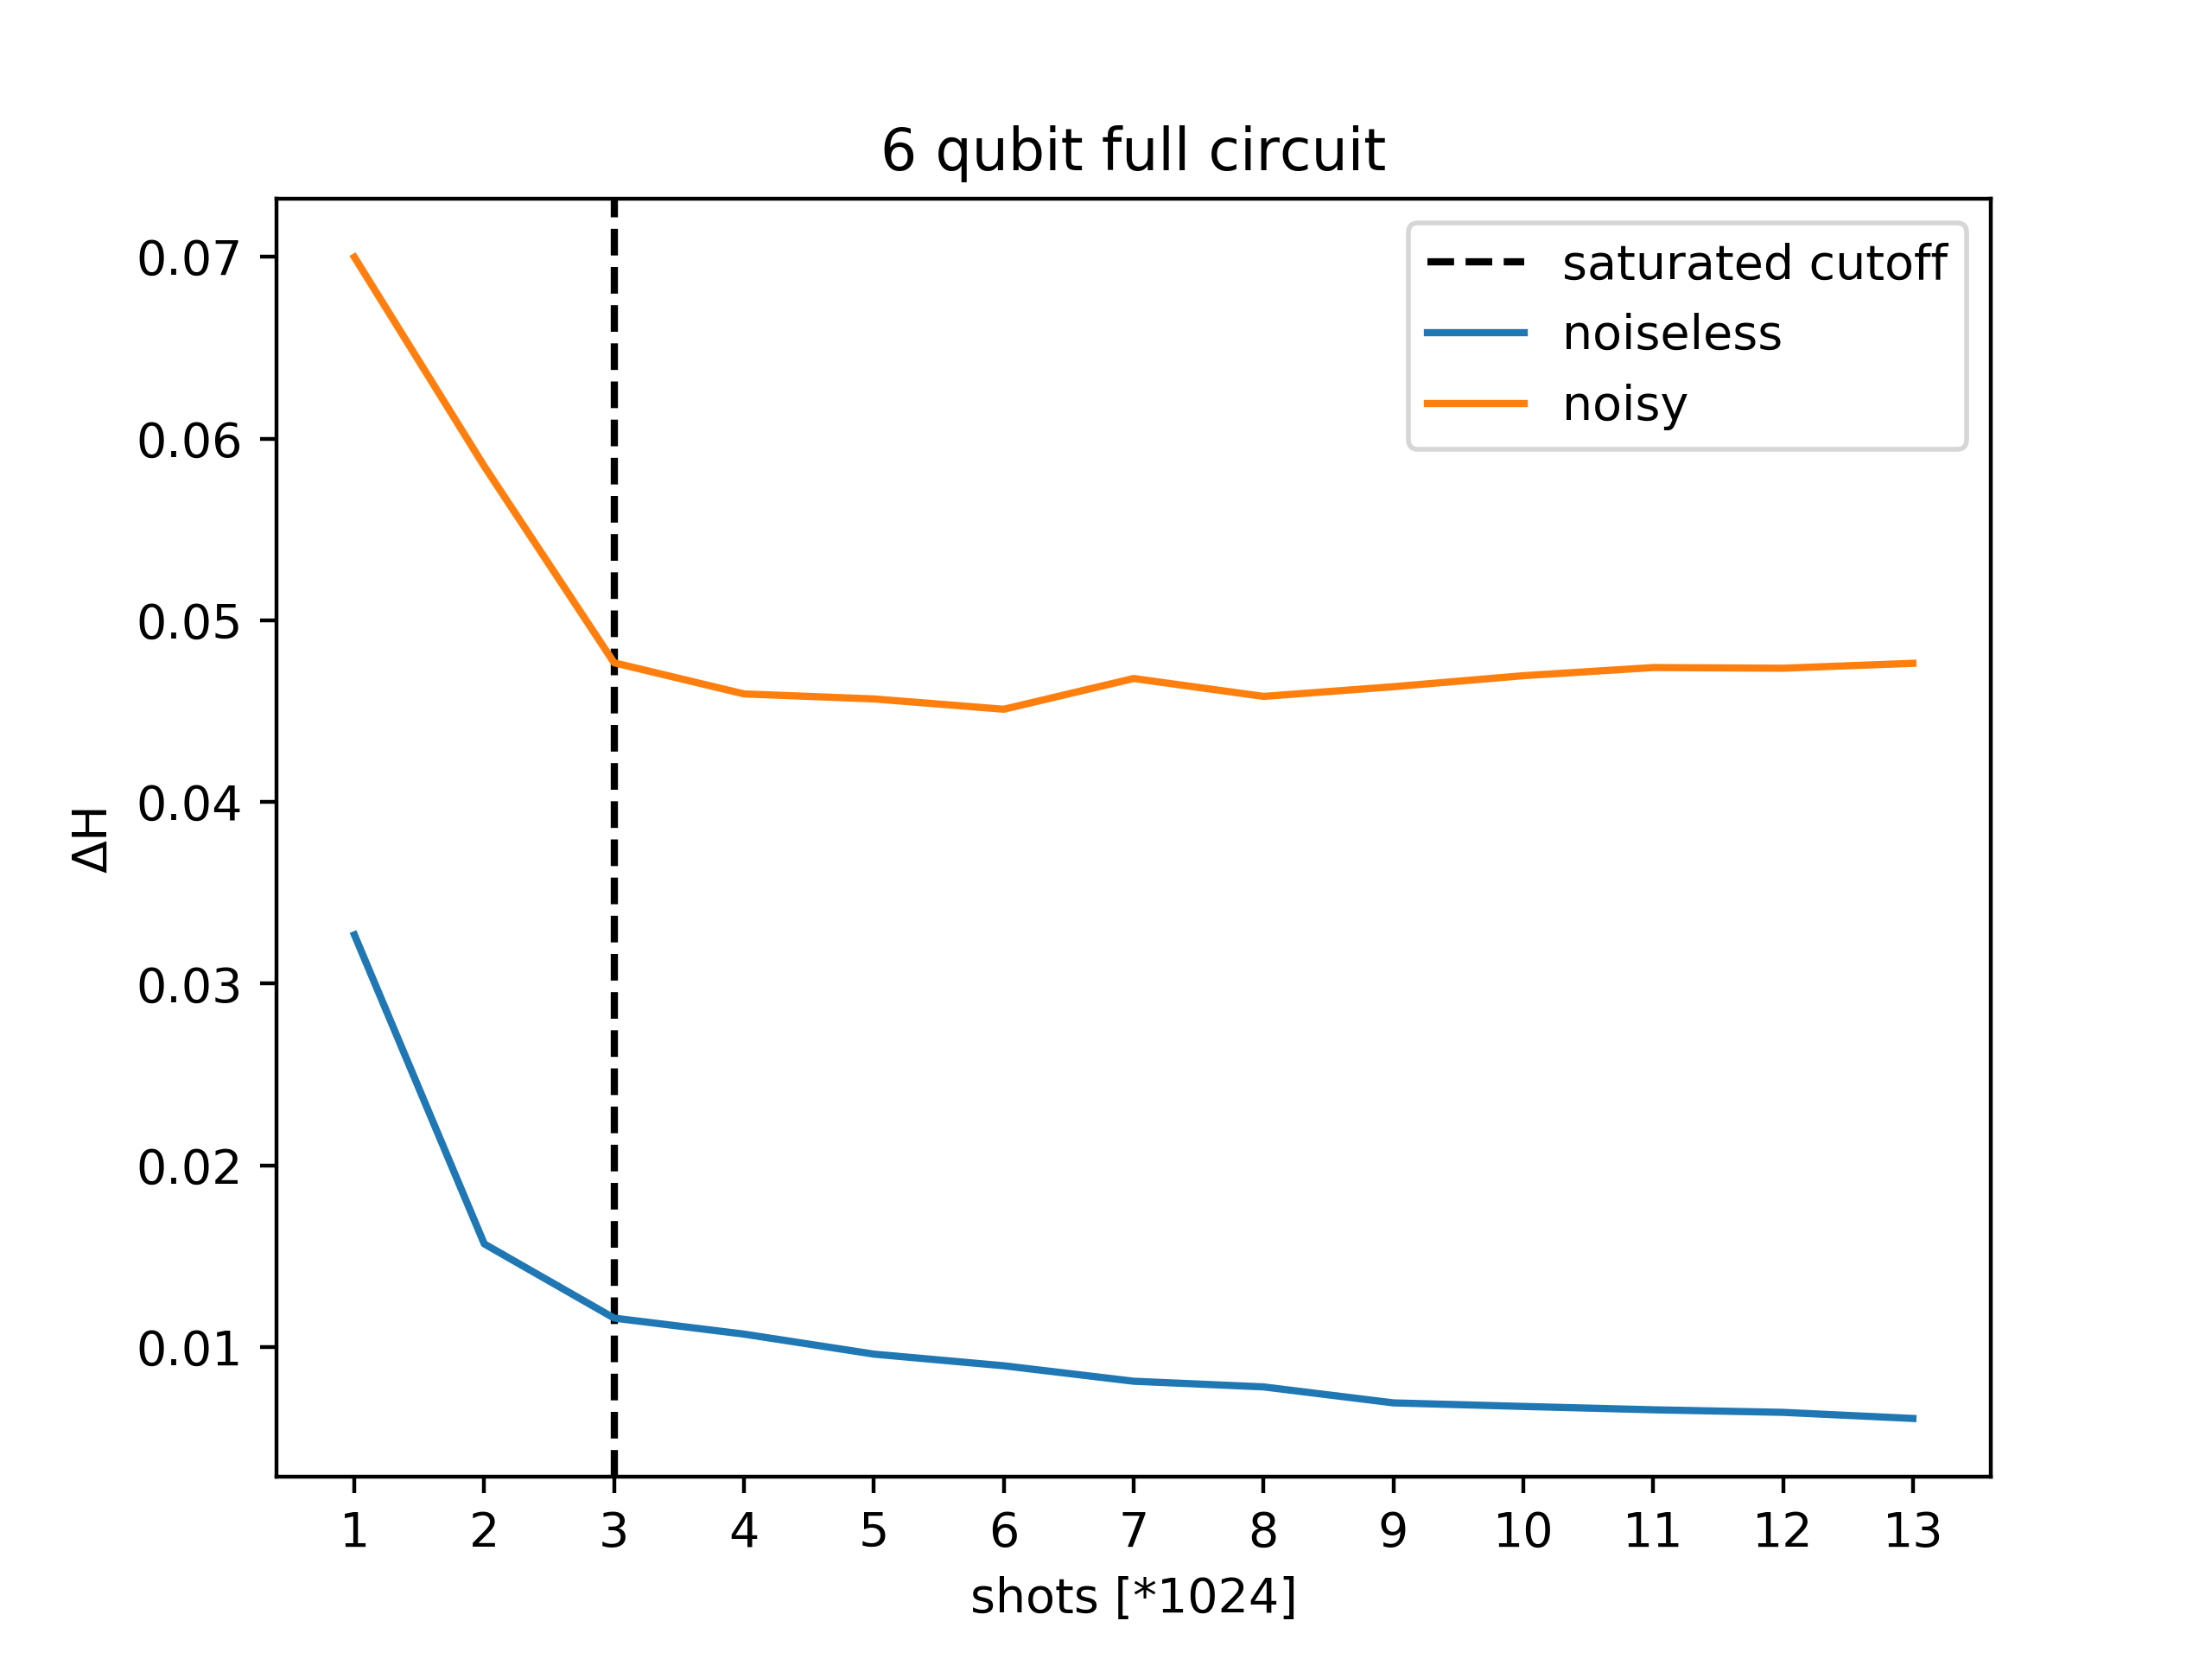 6 qubit full circuit
saturated cutoff
noiseless
noisy
0.07
0.06
0.05
0.04
0.03
0.02
0.01
ΔH
1 2 3 4 5 6 7 8 9 10 11 12 13
shots [*1024]